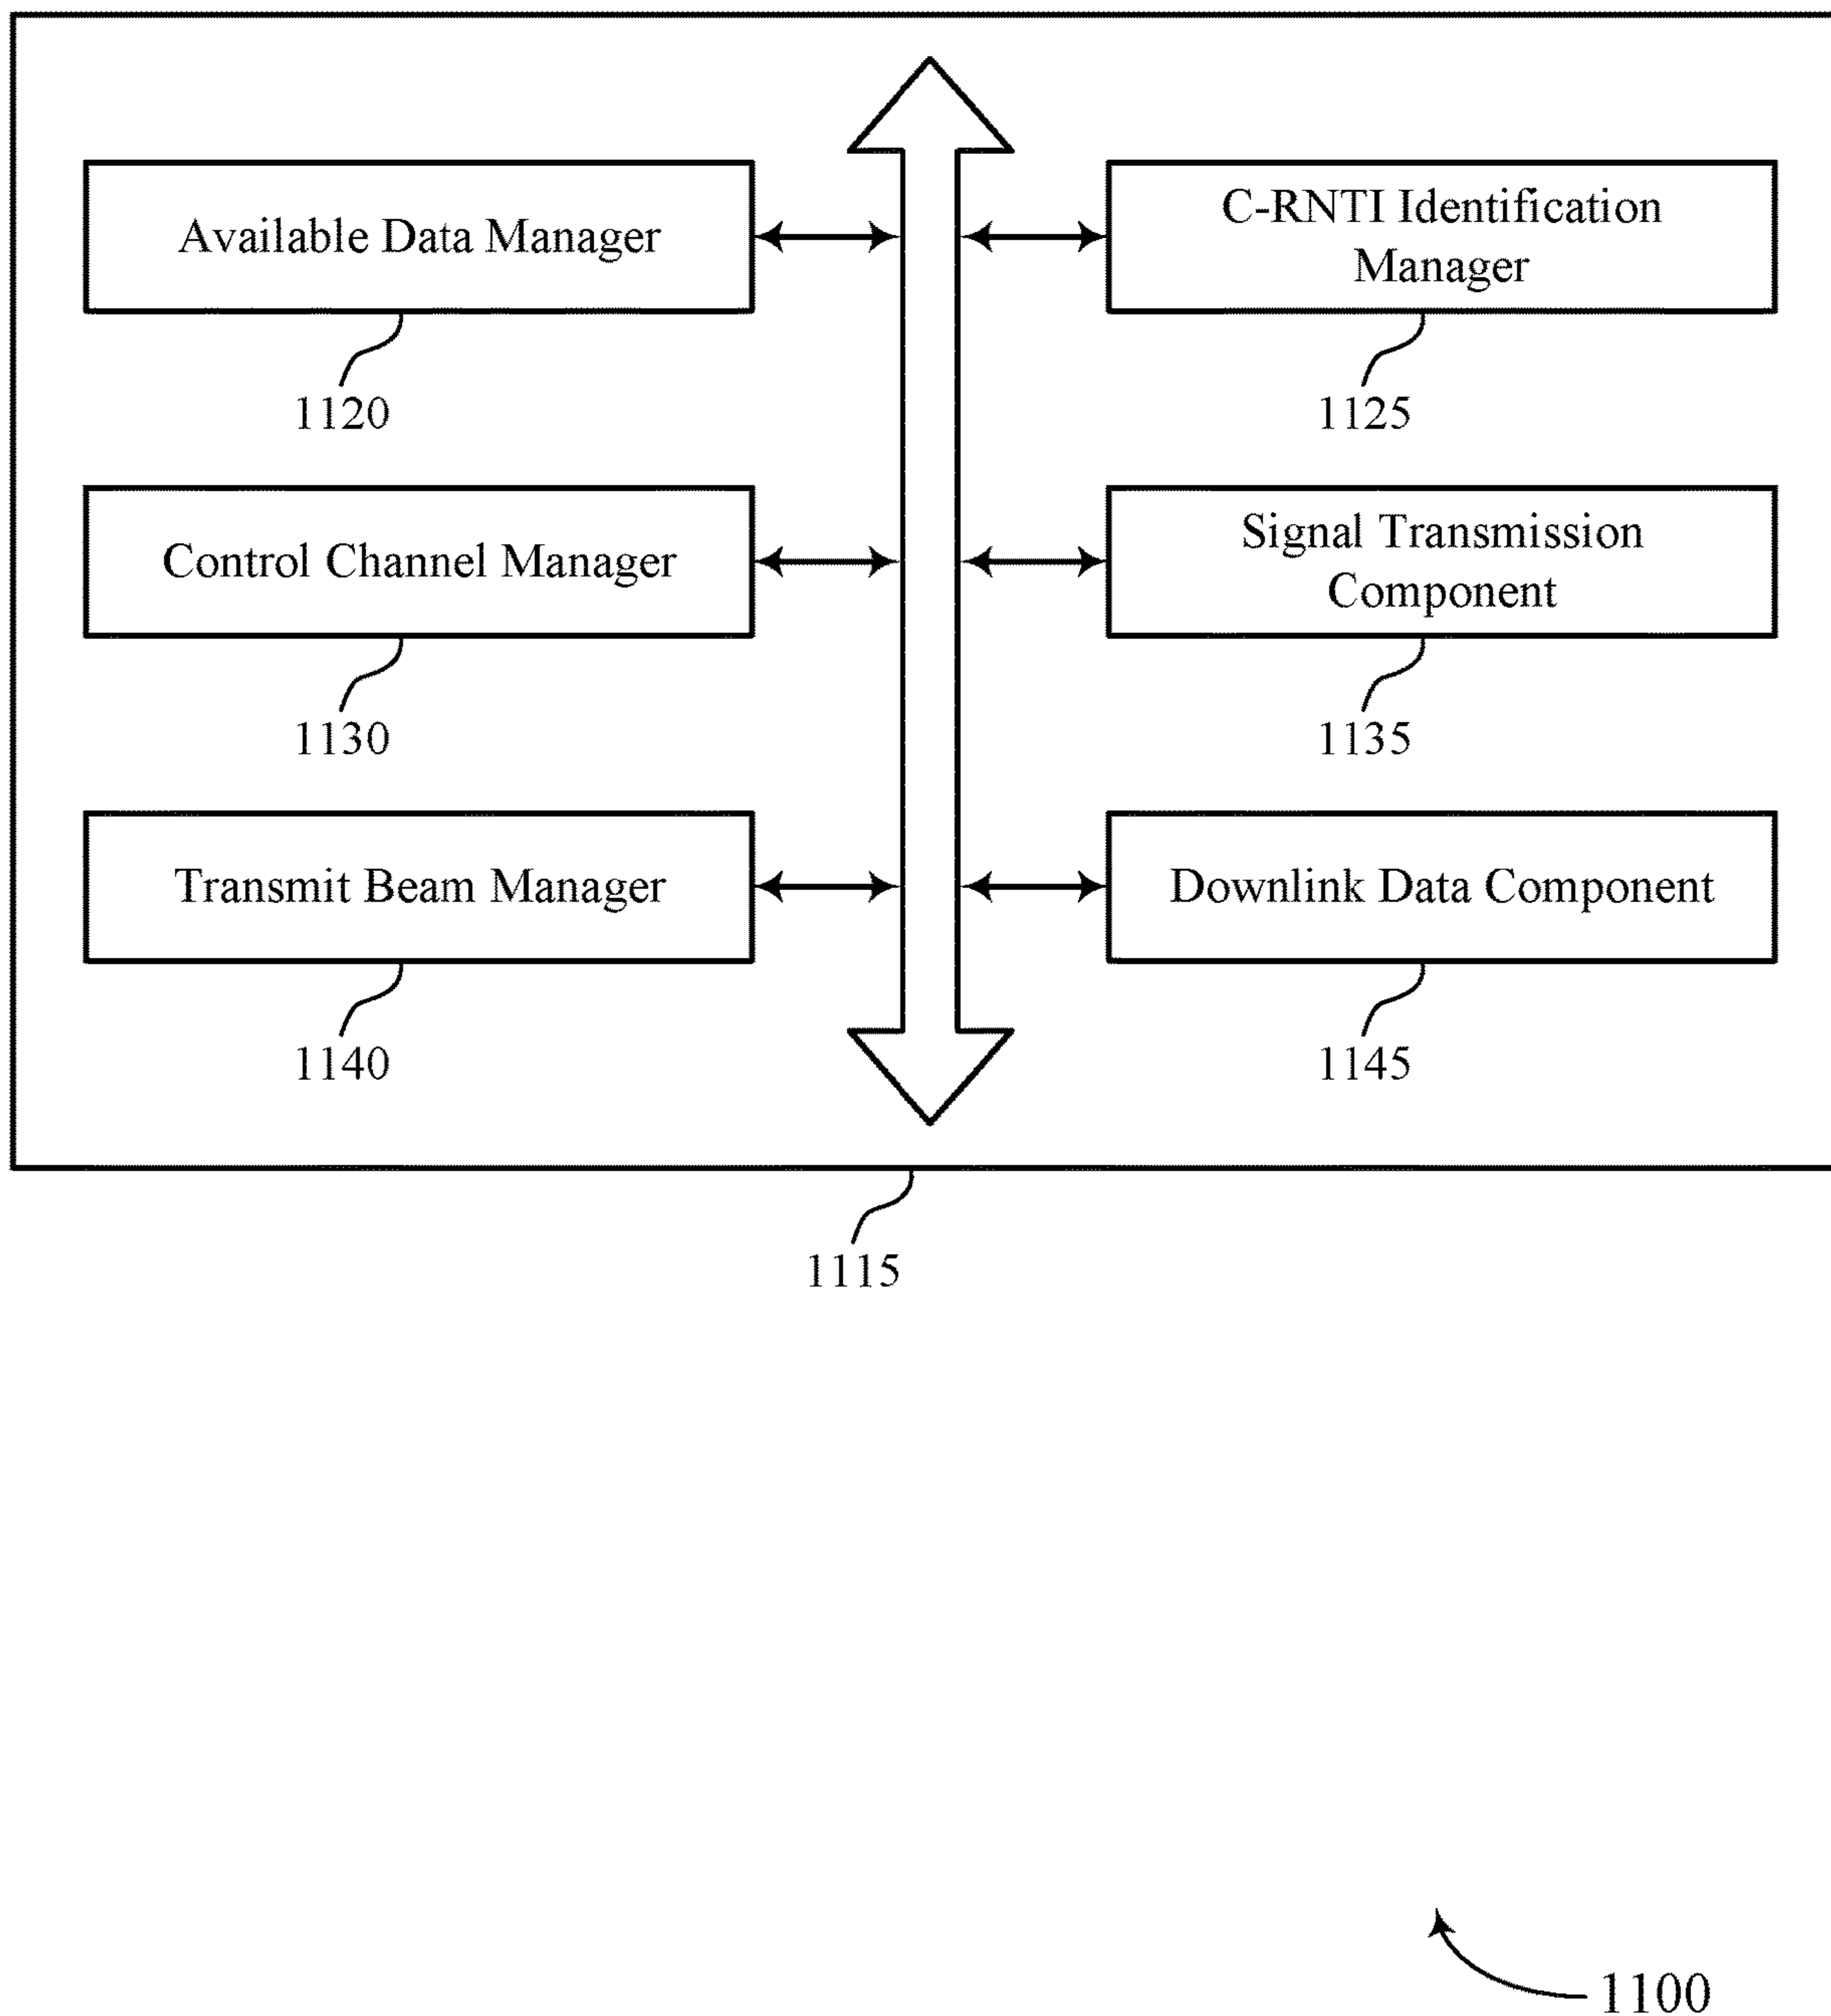 Available Data Manager
1120
C-RNTI Identification
Manager
1125
Control Channel Manager
1130
Signal Transmission
Component
1135
Transmit Beam Manager
1140
Downlink Data Component
1145
1115
1100